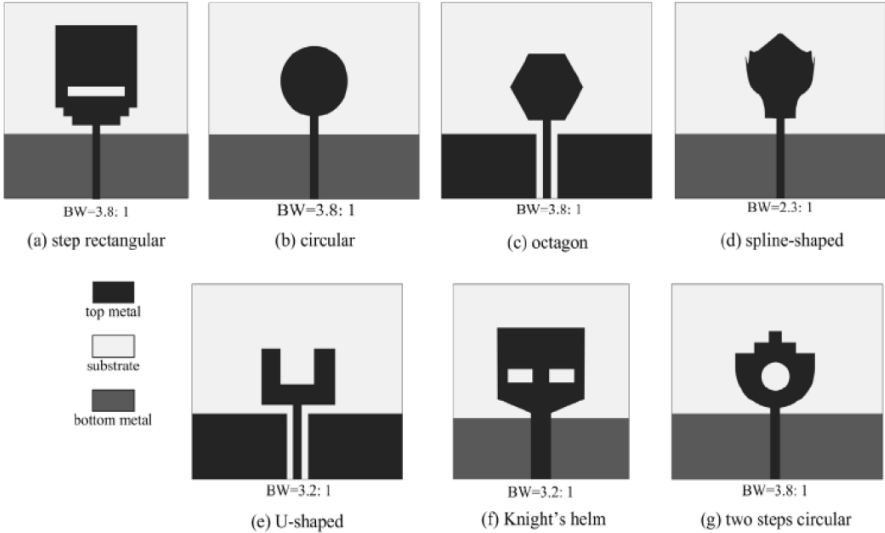 BW=3.8: 1
BW=3.8: 1
BW=3.8: 1
BW=2.3: 1
(a) step rectangular
(b) circular
(c) octagon
(d) spline-shaped
top metal
substrate
bottom metal
BW=3.2: 1
BW=3.2: 1
BW=3.8: 1
(e) U-shaped
(f) Knight's helm
(g) two steps circular